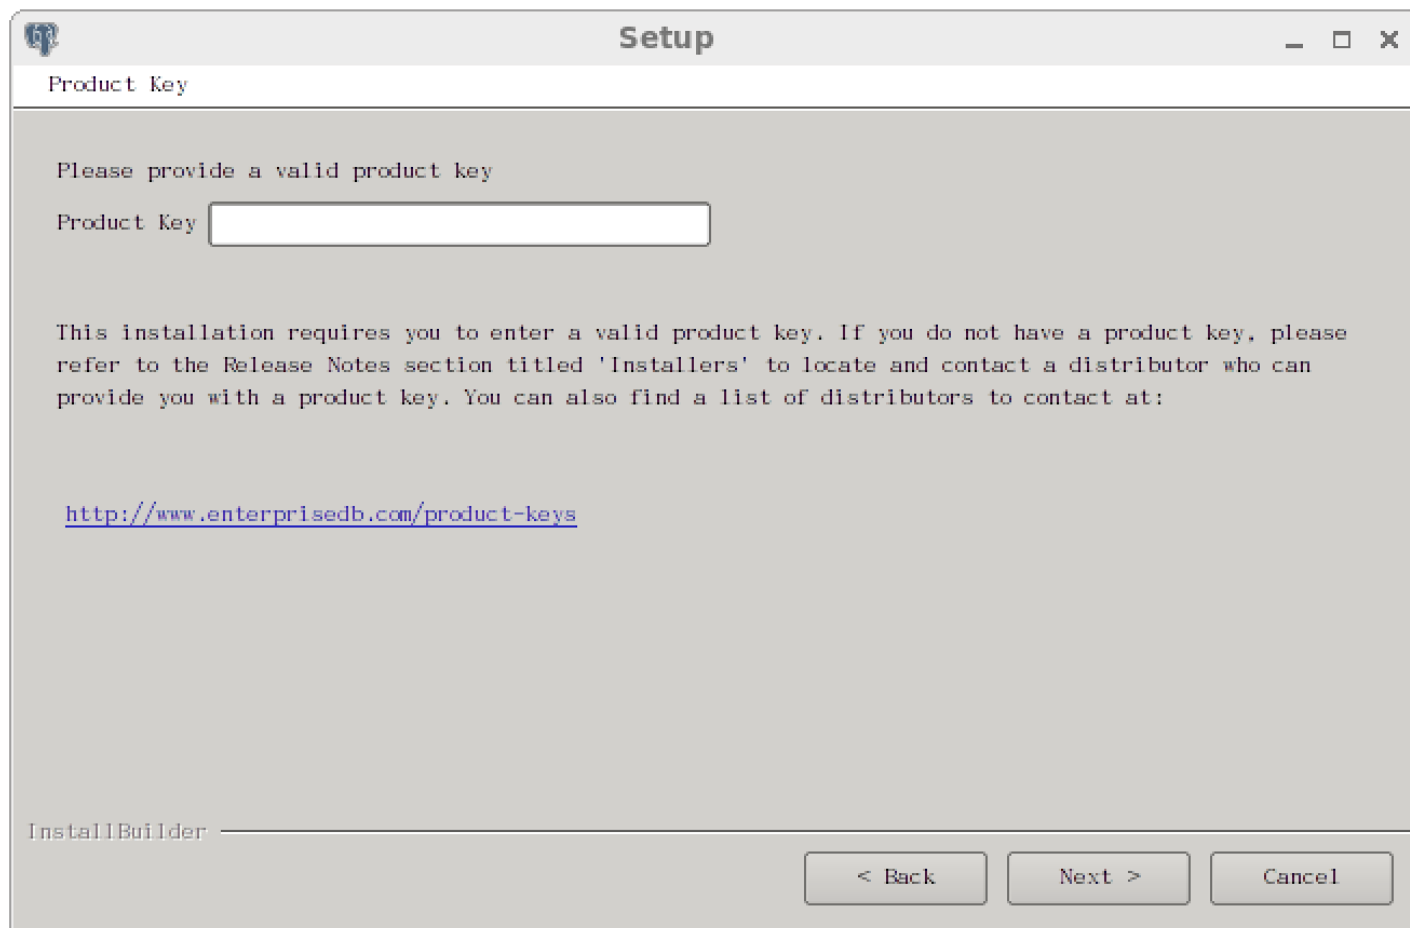 Setup
Product Key
Please provide a valid product key
Product Key
This installation requires you to enter a valid product key. If you do not have a product key, please
refer to the Release Notes section titled 'Installers' to locate and contact a distributor who can
provide you with a product key. You can also find a list of distributors to contact at:
http://www.enterprisedb.com/product-keys
InstallBuilder
< Back
Next >
Cancel